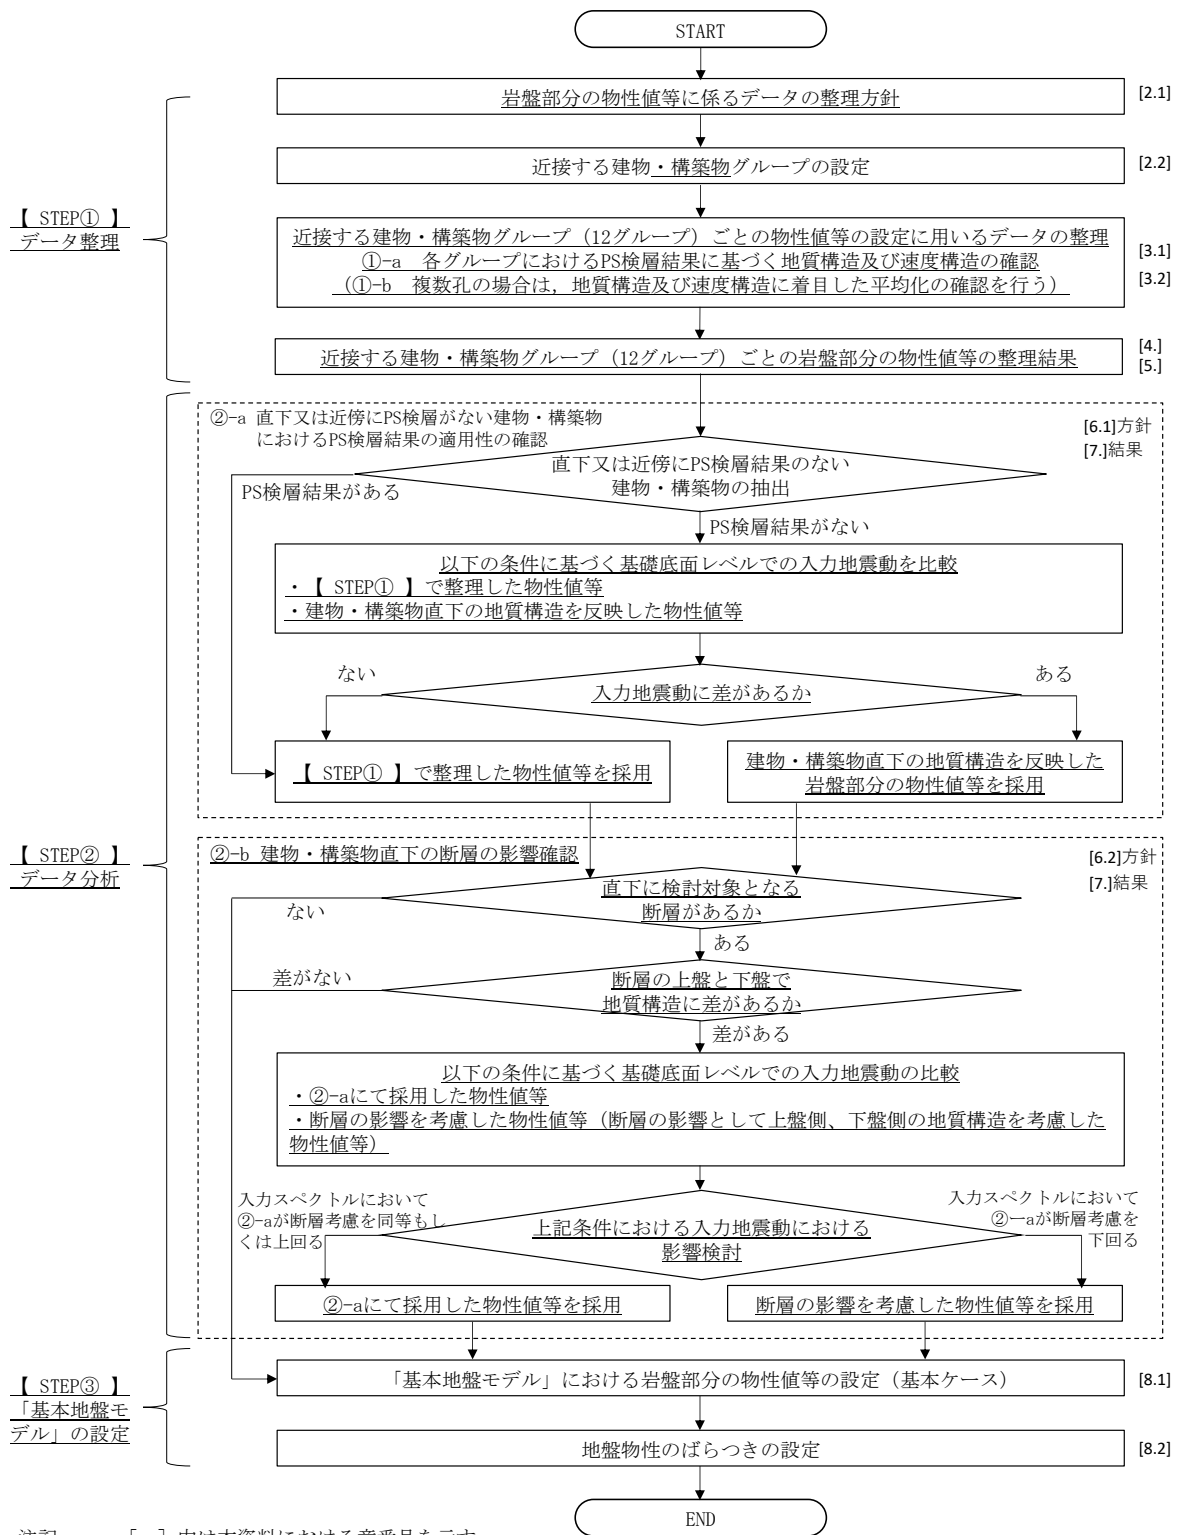 START
岩盤部分の物性値等に係るデータの整理方針
[2.1]
近接する建物・構築物グループの設定
[2.2]
【 STEP① 】
データ整理
近接する建物・構築物グループ（12グループ）ごとの物性値等の設定に用いるデータの整理
①-a 各グループにおけるPS検層結果に基づく地質構造及び速度構造の確認
（①-b 複数孔の場合は，地質構造及び速度構造に着目した平均化の確認を行う）
[3.1]
[3.2]
近接する建物・構築物グループ（12グループ）ごとの岩盤部分の物性値等の整理結果
[4.]
[5.]
②-a 直下又は近傍にPS検層がない建物・構築物
におけるPS検層結果の適用性の確認
[6.1]方針
[7.]結果
直下又は近傍にPS検層結果のない
建物・構築物の抽出
PS検層結果がある
PS検層結果がない
以下の条件に基づく基礎底面レベルでの入力地震動を比較
・【 STEP① 】で整理した物性値等
・建物・構築物直下の地質構造を反映した物性値等
ない
ある
入力地震動に差があるか
【 STEP① 】で整理した物性値等を採用
建物・構築物直下の地質構造を反映した
岩盤部分の物性値等を採用
【 STEP② 】
データ分析
②-b 建物・構築物直下の断層の影響確認
[6.2]方針
[7.]結果
直下に検討対象となる
断層があるか
ない
ある
差がない
断層の上盤と下盤で
地質構造に差があるか
差がある
以下の条件に基づく基礎底面レベルでの入力地震動の比較
・②-aにて採用した物性値等
・断層の影響を考慮した物性値等（断層の影響として上盤側、下盤側の地質構造を考慮した
物性値等）
入力スペクトルにおいて
②-aが断層考慮を同等もし
くは上回る
入力スペクトルにおいて
②ーaが断層考慮を
下回る
上記条件における入力地震動における
影響検討
②-aにて採用した物性値等を採用
断層の影響を考慮した物性値等を採用
【 STEP③ 】
「基本地盤モ
デル」の設定
「基本地盤モデル」における岩盤部分の物性値等の設定（基本ケース）
[8.1]
地盤物性のばらつきの設定
[8.2]
END